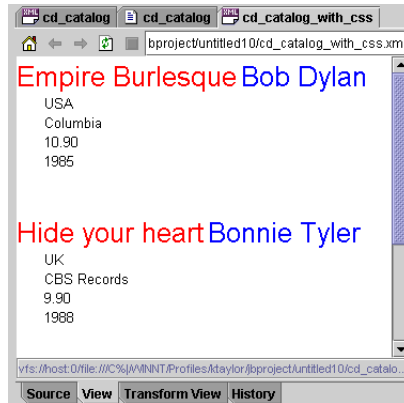 cd_catalog cd_catalog cd_catalog_with_css
bproject/untitled10/cd_catalog_with_css.xm
Empire Burlesque Bob Dylan
USA
Columbia
10.90
1985
Hide your heart Bonnie Tyler
UK
CBS Records
9.90
1988
vfs://host:0/file:///C%|/WINNT/Profiles/ktaylor/jbproject/untitled10/cd_catalo...
Source View Transform View History